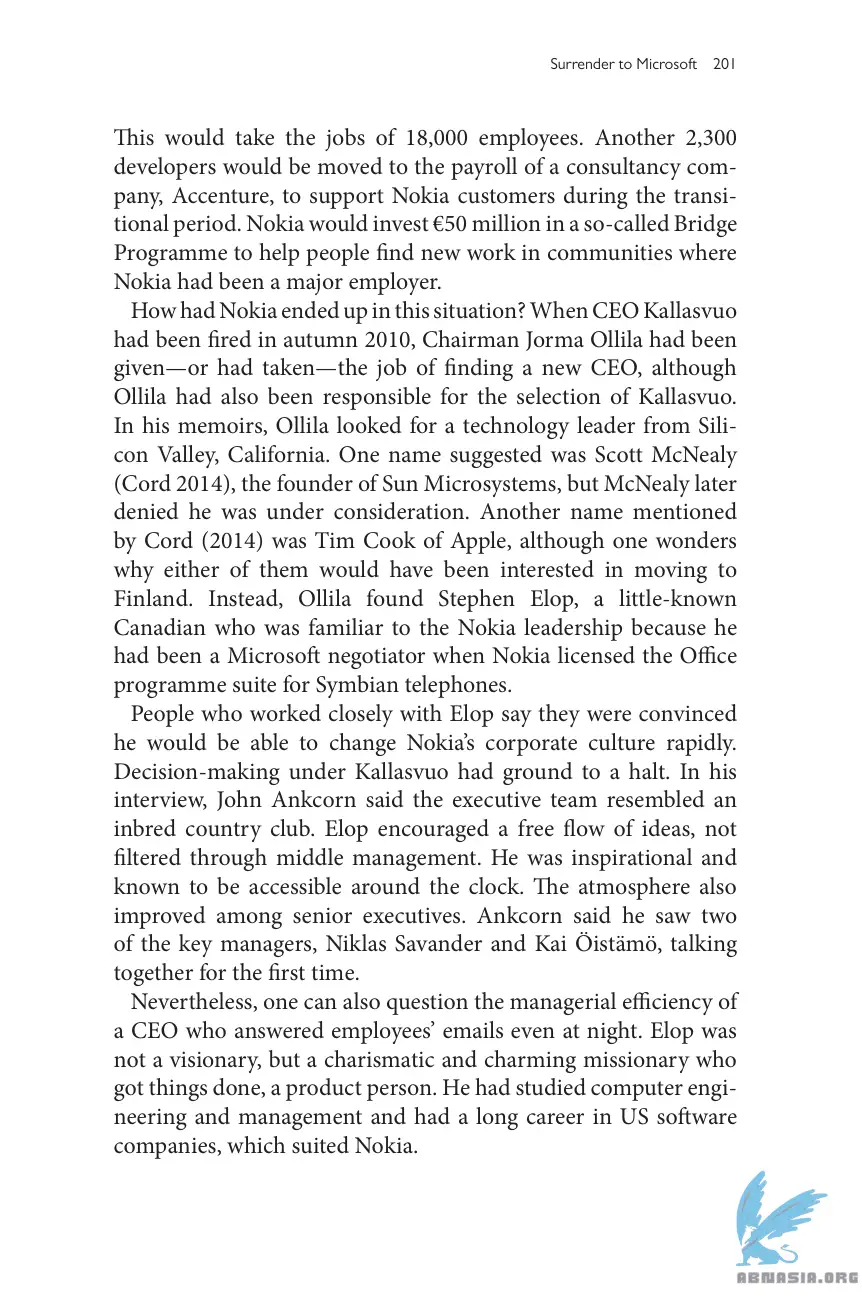 Surrender to Microsoft 201
This would take the jobs of 18,000 employees. Another 2,300
developers would be moved to the payroll of a consultancy com-
pany, Accenture, to support Nokia customers during the transi-
tional period. Nokia would invest €50 million in a so-called Bridge
Programme to help people find new work in communities where
Nokia had been a major employer.
How had Nokia ended up in this situation? When CEO Kallasvuo
had been fired in autumn 2010, Chairman Jorma Ollila had been
given—or had taken—the job of finding a new CEO, although
Ollila had also been responsible for the selection of Kallasvuo.
In his memoirs, Ollila looked for a technology leader from Sili-
con Valley, California. One name suggested was Scott McNealy
(Cord 2014), the founder of Sun Microsystems, but McNealy later
denied he was under consideration. Another name mentioned
by Cord (2014) was Tim Cook of Apple, although one wonders
why either of them would have been interested in moving to
Finland. Instead, Ollila found Stephen Elop, a little-known
Canadian who was familiar to the Nokia leadership because he
had been a Microsoft negotiator when Nokia licensed the Office
programme suite for Symbian telephones.
People who worked closely with Elop say they were convinced
he would be able to change Nokia’s corporate culture rapidly.
Decision-making under Kallasvuo had ground to a halt. In his
interview, John Ankcorn said the executive team resembled an
inbred country club. Elop encouraged a free flow of ideas, not
filtered through middle management. He was inspirational and
known to be accessible around the clock. The atmosphere also
improved among senior executives. Ankcorn said he saw two
of the key managers, Niklas Savander and Kai Öistämö, talking
together for the first time.
Nevertheless, one can also question the managerial efficiency of
a CEO who answered employees’ emails even at night. Elop was
not a visionary, but a charismatic and charming missionary who
got things done, a product person. He had studied computer engi-
neering and management and had a long career in US software
companies, which suited Nokia.
ABNASIA.ORG